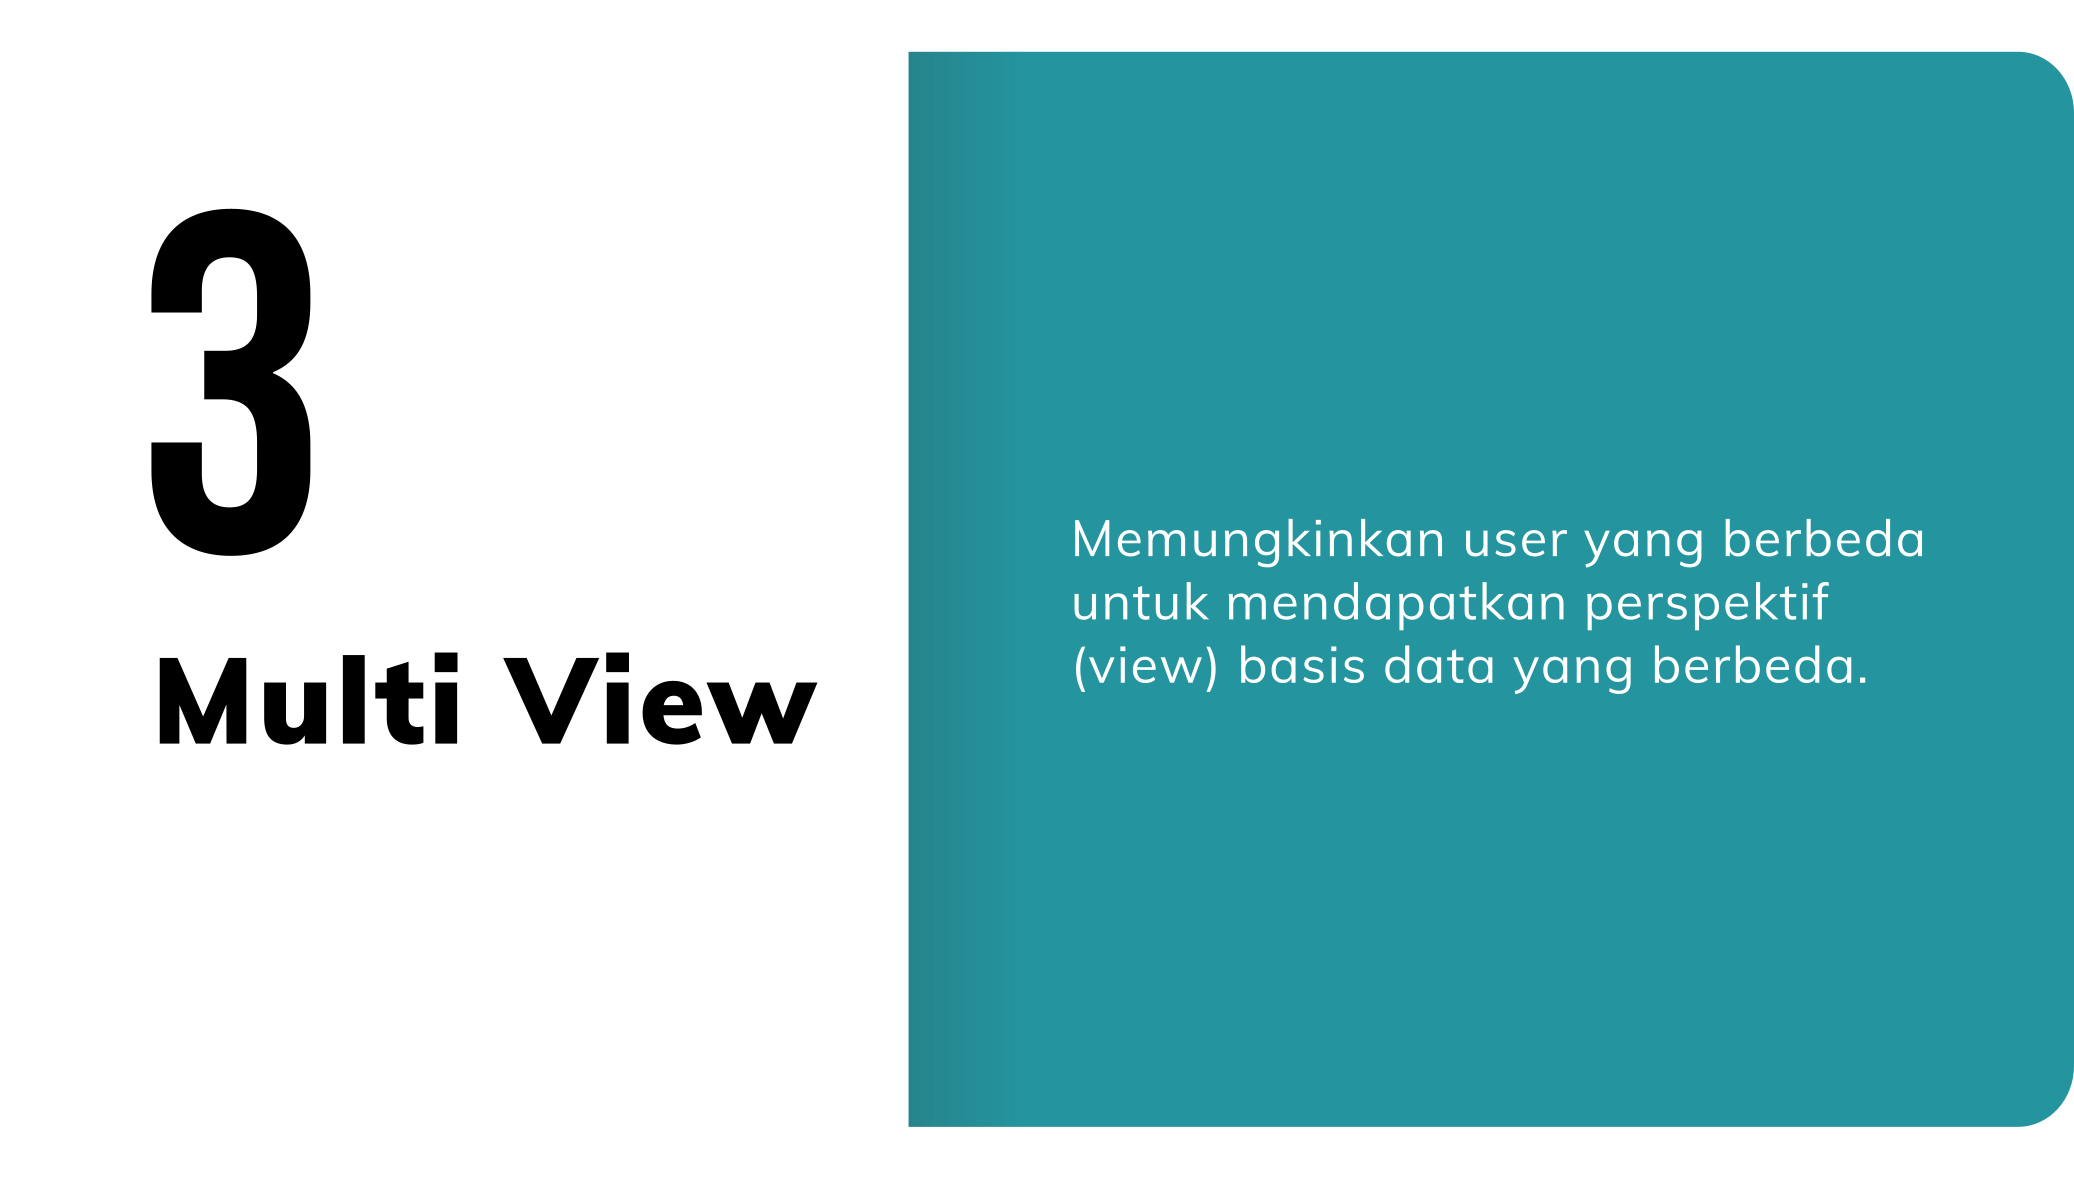 3
Multi View
Memungkinkan user yang berbeda
untuk mendapatkan perspektif
(view) basis data yang berbeda.